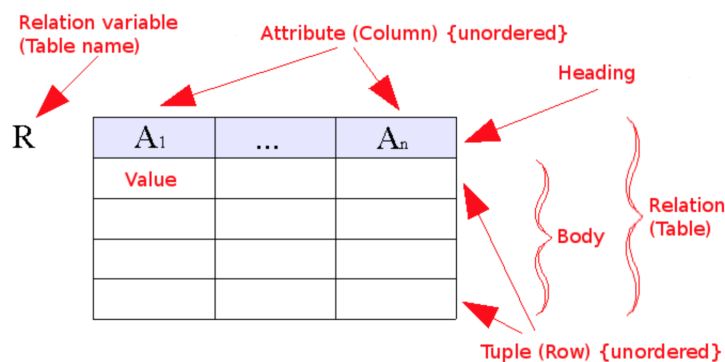 Relation variable
(Table name)
Attribute (Column) {unordered}
Heading
R
A1
...
An
Value
Body
Relation
(Table)
Tuple (Row) {unordered}